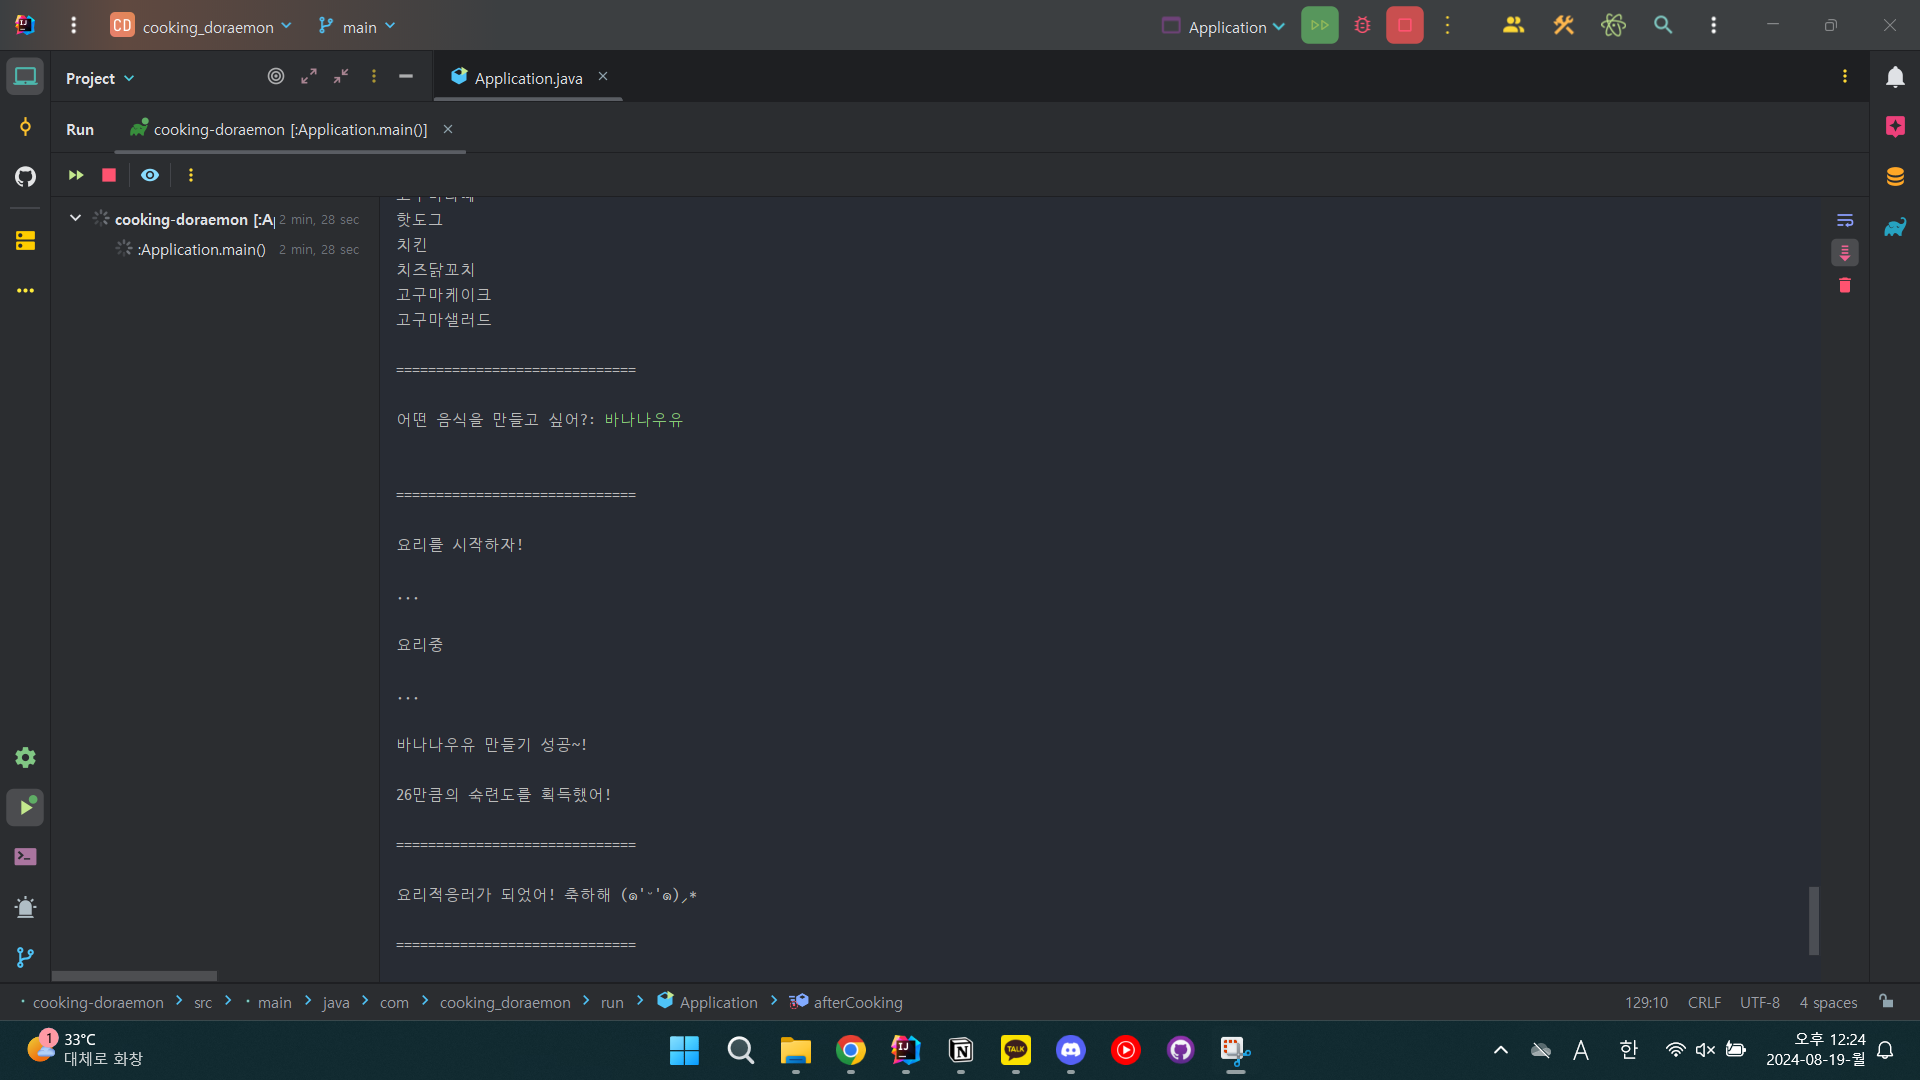 CD cooking_doraemon main Application
Project Application.java
Run cooking-doraemon [:Application.main()]
cooking-doraemon [:A 2 min, 28 sec
:Application.main() 2 min, 28 sec
핫도그
치킨
치즈닭꼬치
고구마케이크
고구마샐러드
==============================
어떤 음식을 만들고 싶어?: 바나나우유
==============================
요리를 시작하자!
...
요리중
...
바나나우유 만들기 성공~!
26만큼의 숙련도를 획득했어!
==============================
요리적응러가 되었어! 축하해 (๑'ᵕ'๑)⸝*
==============================
cooking-doraemon > src > main > java > com > cooking_doraemon > run > Application > afterCooking 129:10 CRLF UTF-8 4 spaces
1 33°C
대체로 화창
TALK
A 한
오후 12:24
2024-08-19-월